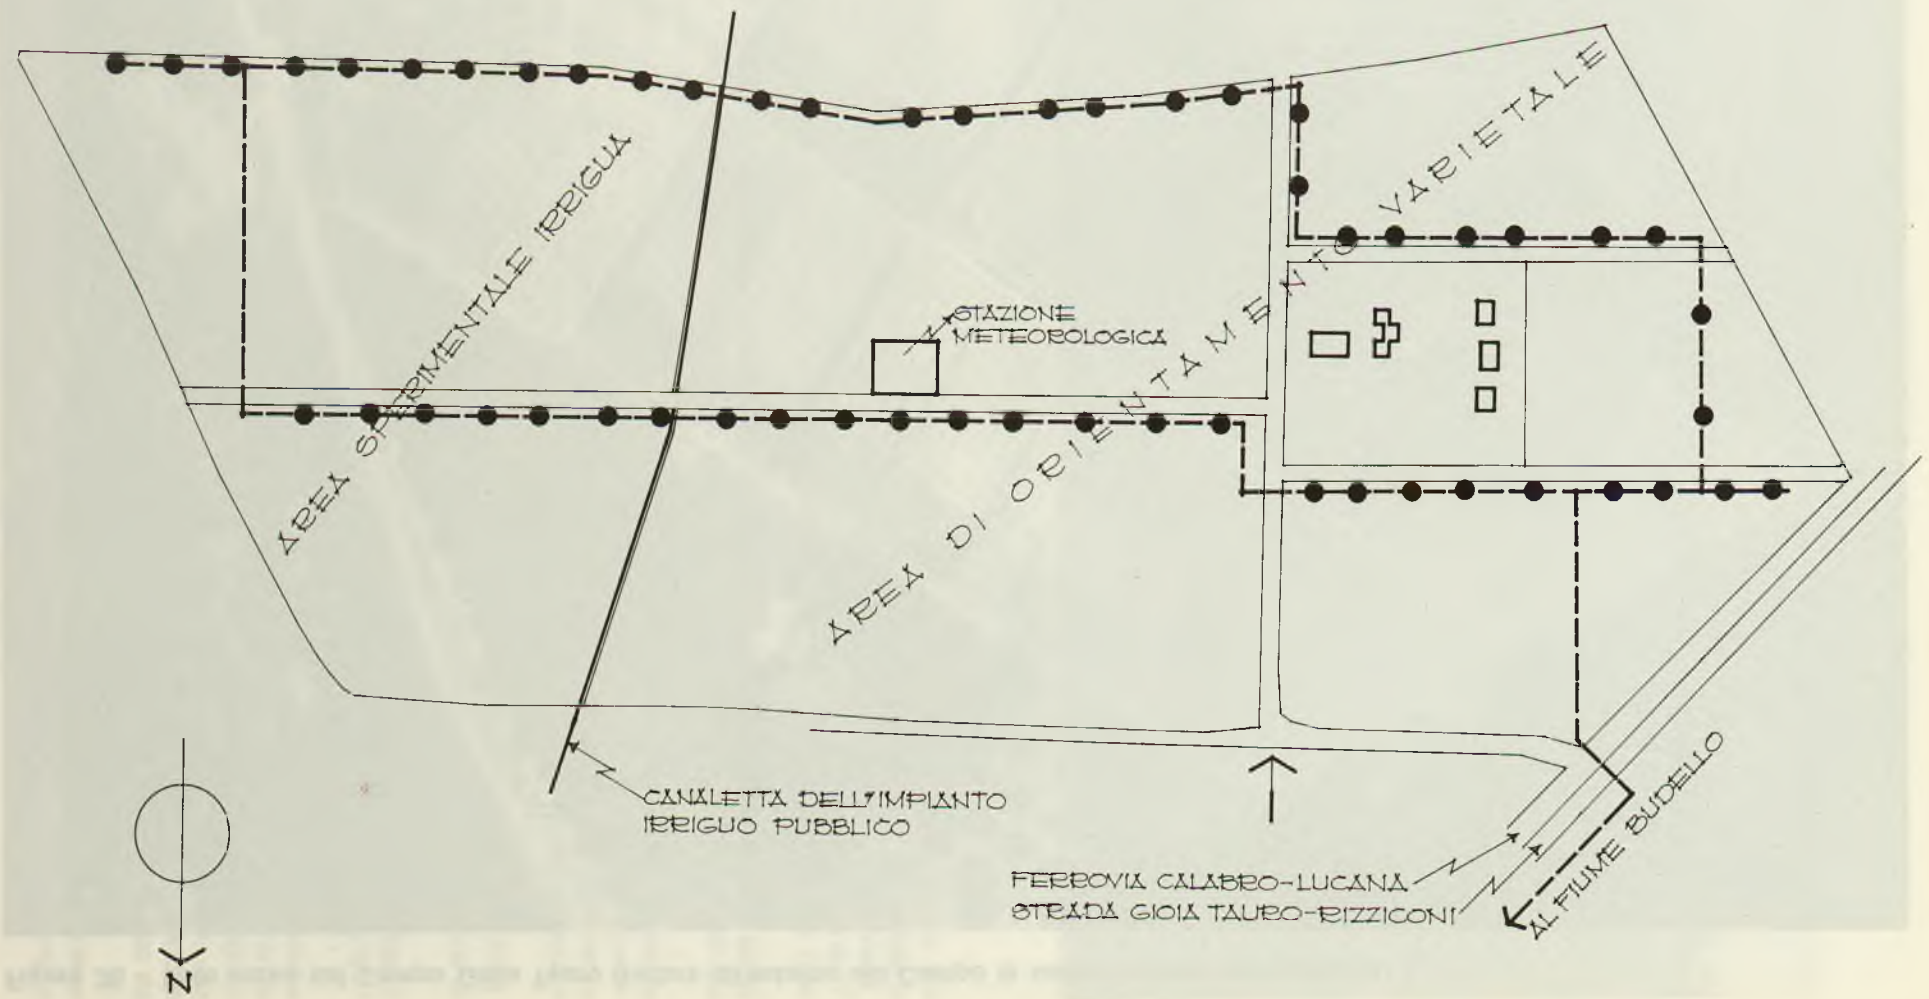 AREA SPERIMENTALE IRRIGUA
AREA DI ORIENTAMENTO VARIETALE
STAZIONE
METEOROLOGICA
CANALETTA DELL'IMPIANTO
IRRIGUO PUBBLICO
FERROVIA CALABRO-LUCANA
STRADA GIOIA TAURO-RIZZICONI
AL FIUME BUDELLO
N